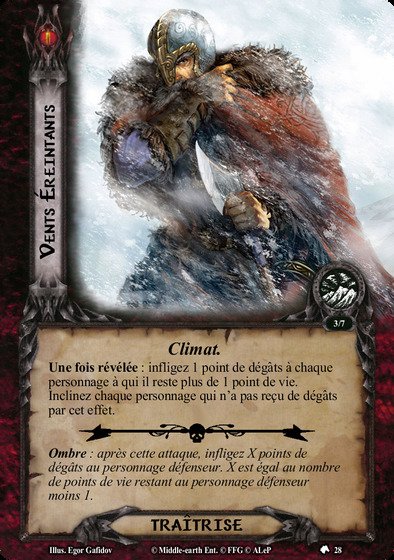 Vents Éreintants
3/7
Climat.
Une fois révélée : infligez 1 point de dégâts à chaque
personnage à qui il reste plus de 1 point de vie.
Inclinez chaque personnage qui n'a pas reçu de dégâts
par cet effet.
Ombre : après cette attaque, infligez X points de
dégâts au personnage défenseur. X est égal au nombre
de points de vie restant au personnage défenseur
moins 1.
TRAÎTRISE
Illus. Egor Gafidov © Middle-earth Ent. © FFG © ALeP 28